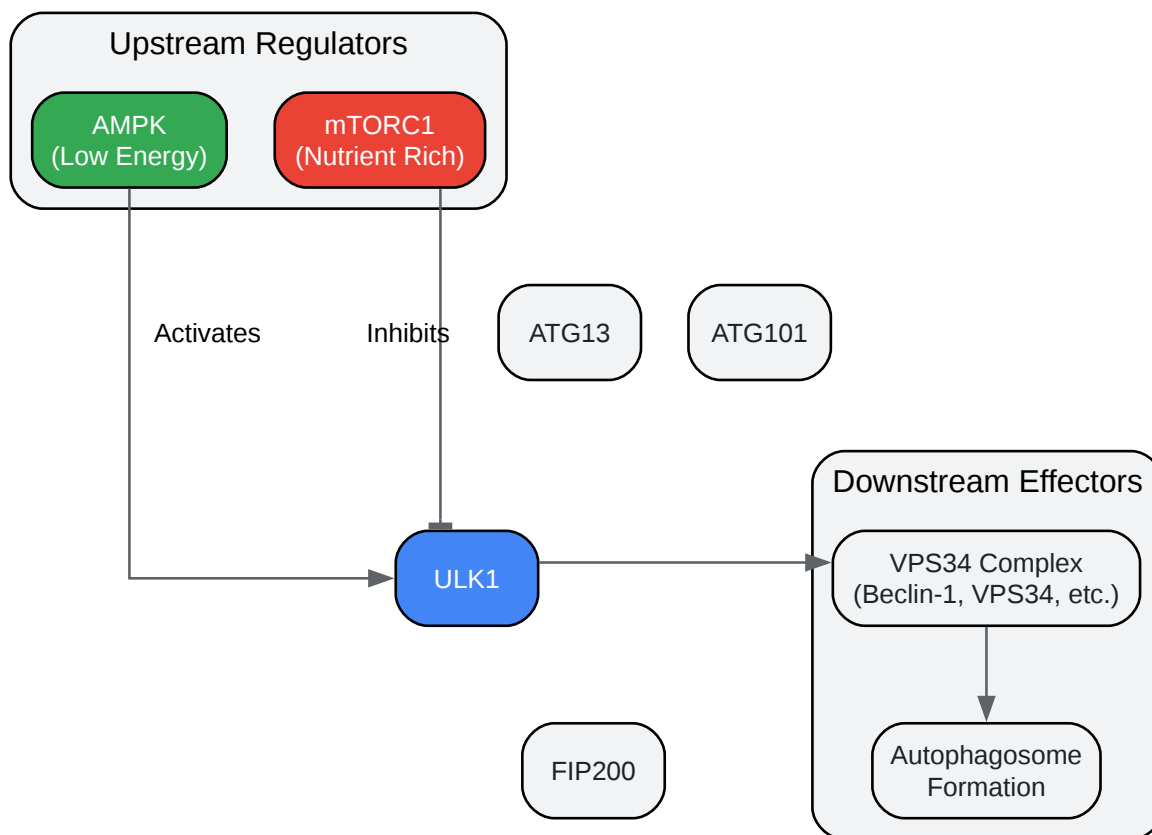 Upstream Regulators
AMPK
(Low Energy)
mTORC1
(Nutrient Rich)
Activates
Inhibits
ATG13
ATG101
Downstream Effectors
ULK1
VPS34 Complex
(Beclin-1, VPS34, etc.)
FIP200
Autophagosome
Formation